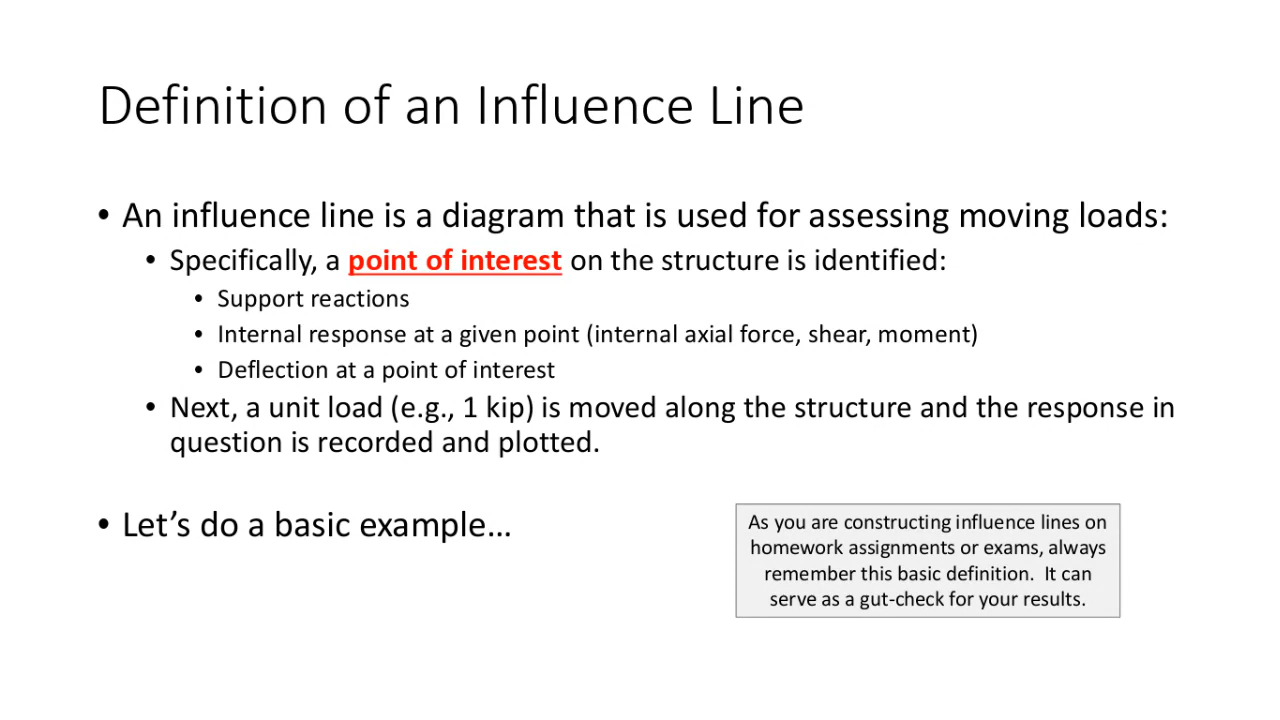 Definition of an Influence Line
• An influence line is a diagram that is used for assessing moving loads:
• Specifically, a point of interest on the structure is identified:
• Support reactions
• Internal response at a given point (internal axial force, shear, moment)
• Deflection at a point of interest
• Next, a unit load (e.g., 1 kip) is moved along the structure and the response in
question is recorded and plotted.
• Let’s do a basic example…
As you are constructing influence lines on
homework assignments or exams, always
remember this basic definition.  It can
serve as a gut-check for your results.